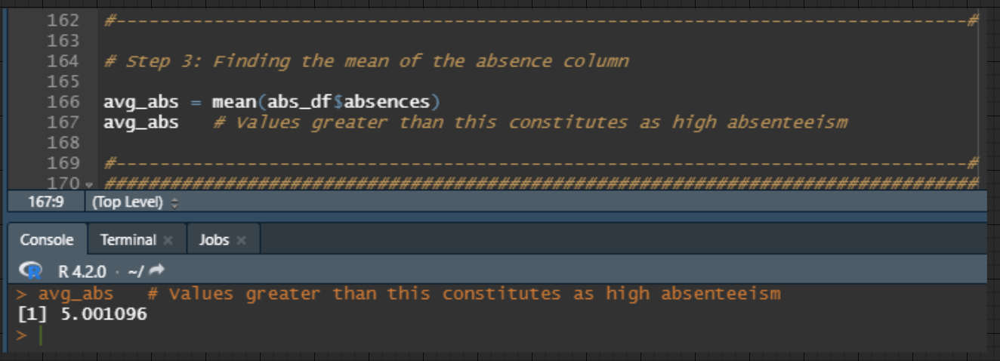 162 #------------------------------------------------------------------------------#
163
164 # Step 3: Finding the mean of the absence column
165
166 avg_abs = mean(abs_df$absences)
167 avg_abs   # Values greater than this constitutes as high absenteeism
168
169 #------------------------------------------------------------------------------#
170 ################################################################################
167:9 (Top Level)
Console Terminal Jobs
R R 4.2.0 · ~/
> avg_abs   # Values greater than this constitutes as high absenteeism
[1] 5.001096
>